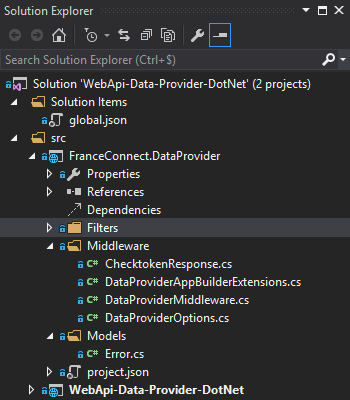 Solution Explorer
Search Solution Explorer (Ctrl+$)
Solution 'WebApi-Data-Provider-DotNet' (2 projects)
Solution Items
global.json
src
FranceConnect.DataProvider
Properties
References
Dependencies
Filters
Middleware
C# ChecktokenResponse.cs
C# DataProviderAppBuilderExtensions.cs
C# DataProviderMiddleware.cs
C# DataProviderOptions.cs
Models
C# Error.cs
project.json
WebApi-Data-Provider-DotNet